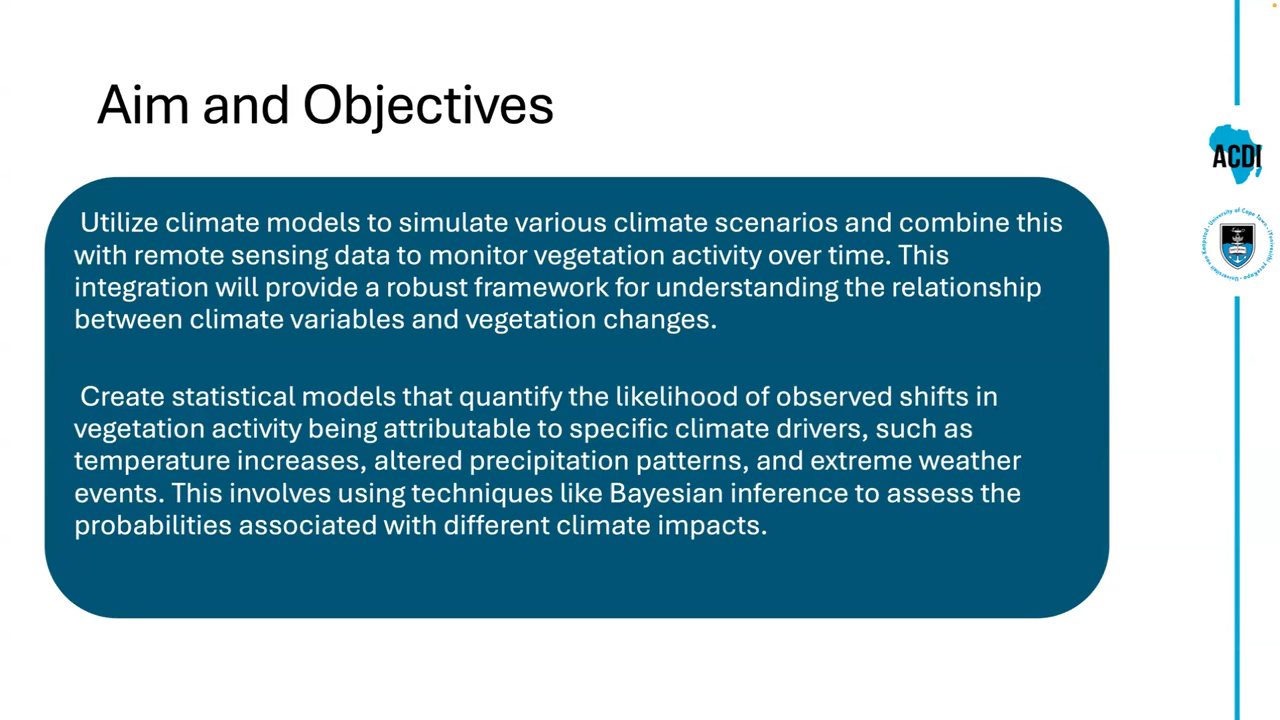 Aim and Objectives
Utilize climate models to simulate various climate scenarios and combine this
with remote sensing data to monitor vegetation activity over time. This
integration will provide a robust framework for understanding the relationship
between climate variables and vegetation changes.
Create statistical models that quantify the likelihood of observed shifts in
vegetation activity being attributable to specific climate drivers, such as
temperature increases, altered precipitation patterns, and extreme weather
events. This involves using techniques like Bayesian inference to assess the
probabilities associated with different climate impacts.
ACDI
University of Cape Town